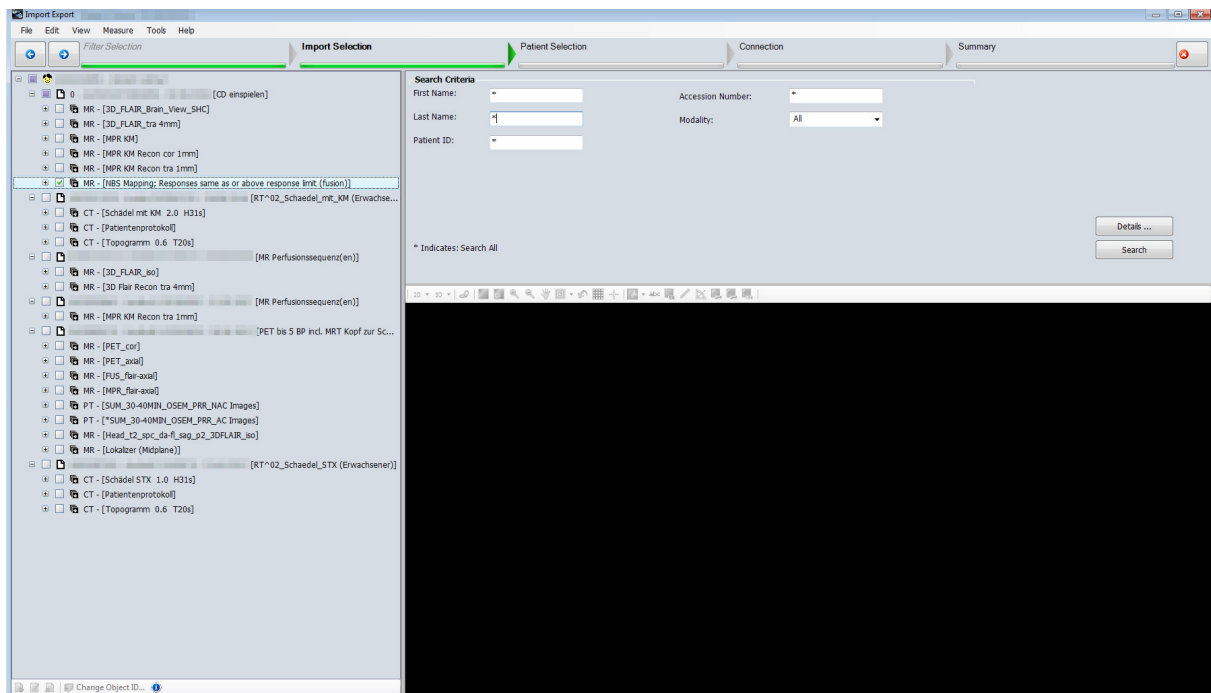 Import Export
File Edit View Measure Tools Help
Filter Selection Import Selection Patient Selection Connection Summary
0 - [CD einspielen]
MR - [3D_FLAIR_Brain_View_SHC]
MR - [3D_FLAIR_tra 4mm]
MR - [MPR KM]
MR - [MPR KM Recon cor 1mm]
MR - [MPR KM Recon tra 1mm]
MR - [NBS Mapping; Responses same as or above response limit (fusion)]
[RT^02_Schaedel_mit_KM (Erwachse...
CT - [Schädel mit KM 2.0 H31s]
CT - [Patientenprotokoll]
CT - [Topogramm 0.6 T20s]
[MR Perfusionssequenz(en)]
MR - [3D_FLAIR_iso]
MR - [3D Flair Recon tra 4mm]
[MR Perfusionssequenz(en)]
MR - [MPR KM Recon tra 1mm]
[PET bis 5 BP incl. MRT Kopf zur Sc...
MR - [PET_cor]
MR - [PET_axial]
MR - [FUS_flair-axial]
MR - [MPR_flair-axial]
PT - [SUM_30-40MIN_OSEM_PRR_NAC Images]
PT - [*SUM_30-40MIN_OSEM_PRR_AC Images]
MR - [Head_t2_spc_da-fl_sag_p2_3DFLAIR_iso]
MR - [Lokalizer (Midplane)]
[RT^02_Schaedel_STX (Erwachsener)]
CT - [Schädel STX 1.0 H31s]
CT - [Patientenprotokoll]
CT - [Topogramm 0.6 T20s]
Change Object ID...
Search Criteria
First Name: * Accession Number: *
Last Name: * Modality: All
Patient ID: *
Details ...
* Indicates: Search All
Search
abc